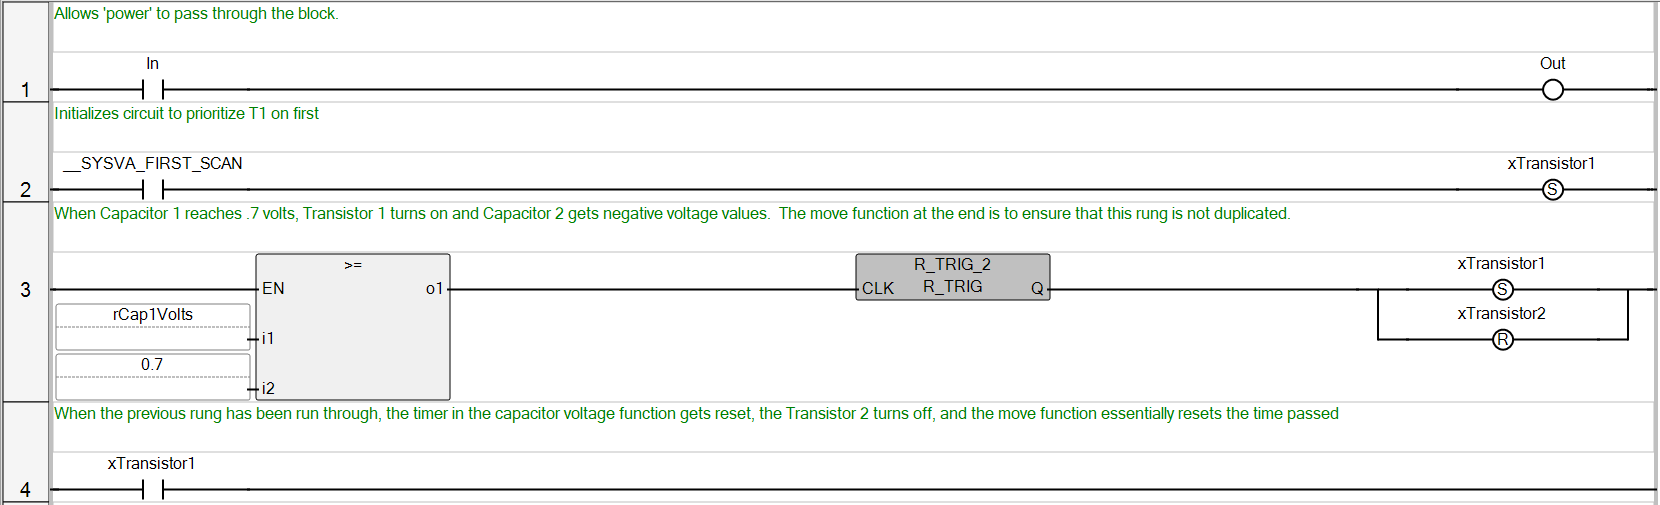 Allows 'power' to pass through the block.
In
Out
1
Initializes circuit to prioritize T1 on first
__SYSVA_FIRST_SCAN
xTransistor1
2
S
When Capacitor 1 reaches .7 volts, Transistor 1 turns on and Capacitor 2 gets negative voltage values.  The move function at the end is to ensure that this rung is not duplicated.
>=
R_TRIG_2
xTransistor1
3
EN
o1
CLK
R_TRIG
Q
S
rCap1Volts
xTransistor2
i1
R
0.7
i2
When the previous rung has been run through, the timer in the capacitor voltage function gets reset, the Transistor 2 turns off, and the move function essentially resets the time passed
xTransistor1
4